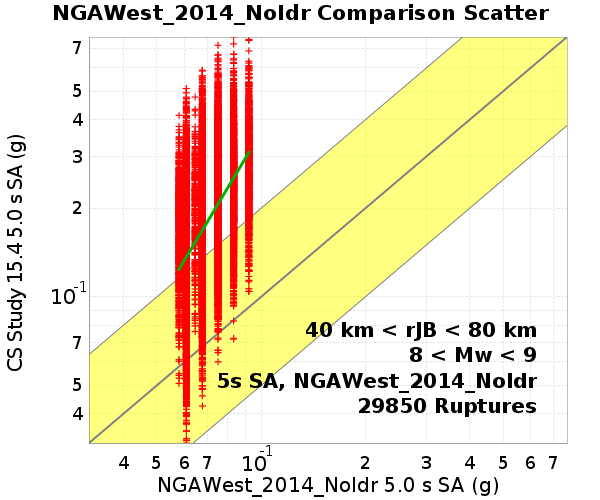 NGAWest_2014_NoIdr Comparison Scatter
CS Study 15.4 5.0 s SA (g)
7
5
4
3
2
10-1
7
5
4
40 km < rJB < 80 km
8 < Mw < 9
5s SA, NGAWest_2014_NoIdr
29850 Ruptures
4 5 6 7 10-1 2 3 4 5 6 7
NGAWest_2014_NoIdr 5.0 s SA (g)